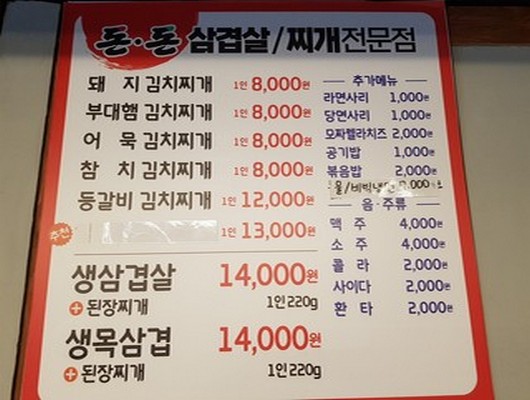 돈·돈 삼겹살/찌개전문점
돼지김치찌개 1인 8,000원
부대햄 김치찌개 1인 8,000원
어묵김치찌개 1인 8,000원
참치김치찌개 1인 8,000원
등갈비 김치찌개 1인 12,000원
추천 1인 13,000원
생삼겹살 14,000원
+된장찌개 1인 220g
생목삼겹 14,000원
+된장찌개 1인 220g
추가메뉴
라면사리 1,000원
당면사리 1,000원
모짜렐라치즈 2,000원
공기밥 1,000원
볶음밥 2,000원
물/비빔냉면
음·주류
맥주 4,000원
소주 4,000원
콜라 2,000원
사이다 2,000원
환타 2,000원